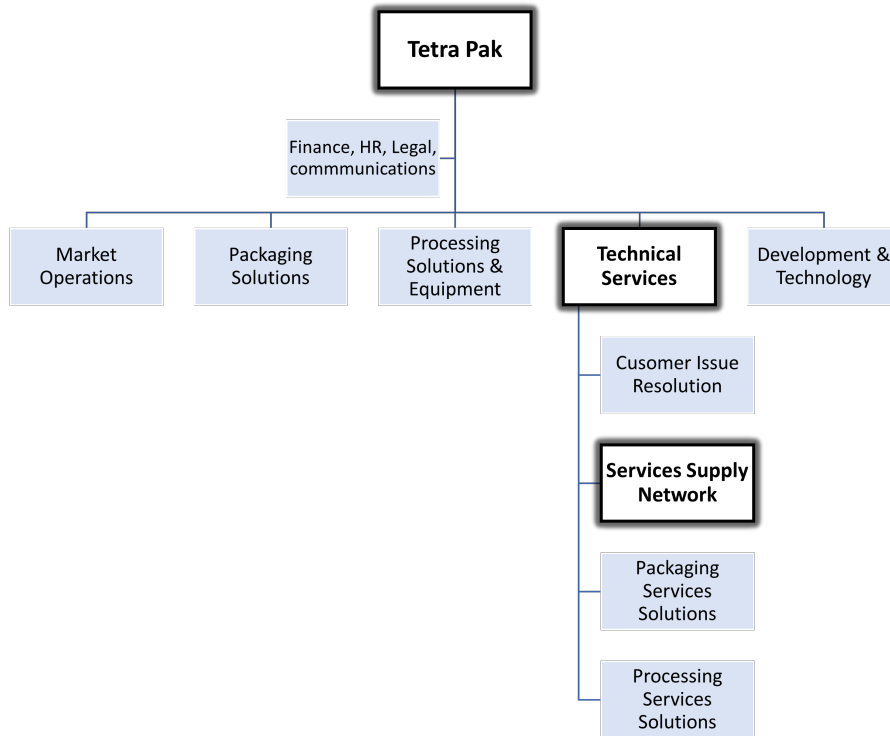 Tetra Pak
Finance, HR, Legal,
commmunications
Market
Operations
Packaging
Solutions
Processing
Solutions &
Equipment
Technical
Services
Development &
Technology
Cusomer Issue
Resolution
Services Supply
Network
Packaging
Services
Solutions
Processing
Services
Solutions